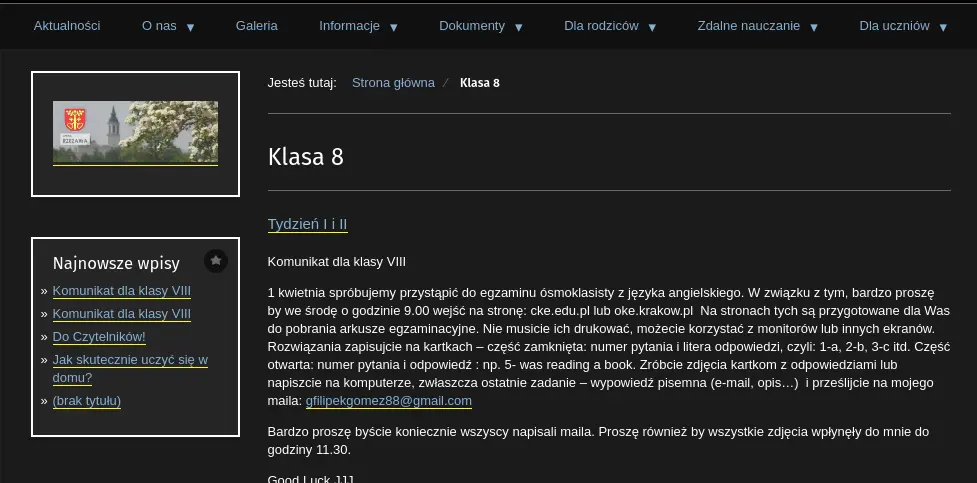 Aktualności O nas Galeria Informacje Dokumenty Dla rodziców Zdalne nauczanie Dla uczniów
Jesteś tutaj: Strona główna / Klasa 8
Klasa 8
Tydzień I i II
Komunikat dla klasy VIII
1 kwietnia spróbujemy przystąpić do egzaminu ósmoklasisty z języka angielskiego. W związku z tym, bardzo proszę
by we środę o godzinie 9.00 wejść na stronę: cke.edu.pl lub oke.krakow.pl Na stronach tych są przygotowane dla Was
do pobrania arkusze egzaminacyjne. Nie musicie ich drukować, możecie korzystać z monitorów lub innych ekranów.
Rozwiązania zapisujcie na kartkach – część zamknięta: numer pytania i litera odpowiedzi, czyli: 1-a, 2-b, 3-c itd. Część
otwarta: numer pytania i odpowiedź : np. 5- was reading a book. Zróbcie zdjęcia kartkom z odpowiedziami lub
napiszcie na komputerze, zwłaszcza ostatnie zadanie – wypowiedź pisemna (e-mail, opis…) i prześlijcie na mojego
maila: gfilipekgomez88@gmail.com
Bardzo proszę byście koniecznie wszyscy napisali maila. Proszę również by wszystkie zdjęcia wpłynęły do mnie do
godziny 11.30.
Good Luck JJJ
Najnowsze wpisy
» Komunikat dla klasy VIII
» Komunikat dla klasy VIII
» Do Czytelników!
» Jak skutecznie uczyć się w
domu?
» (brak tytułu)